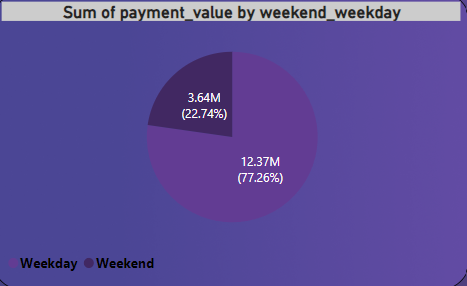 Sum of payment_value by weekend_weekday
3.64M
(22.74%)
12.37M
(77.26%)
Weekday Weekend